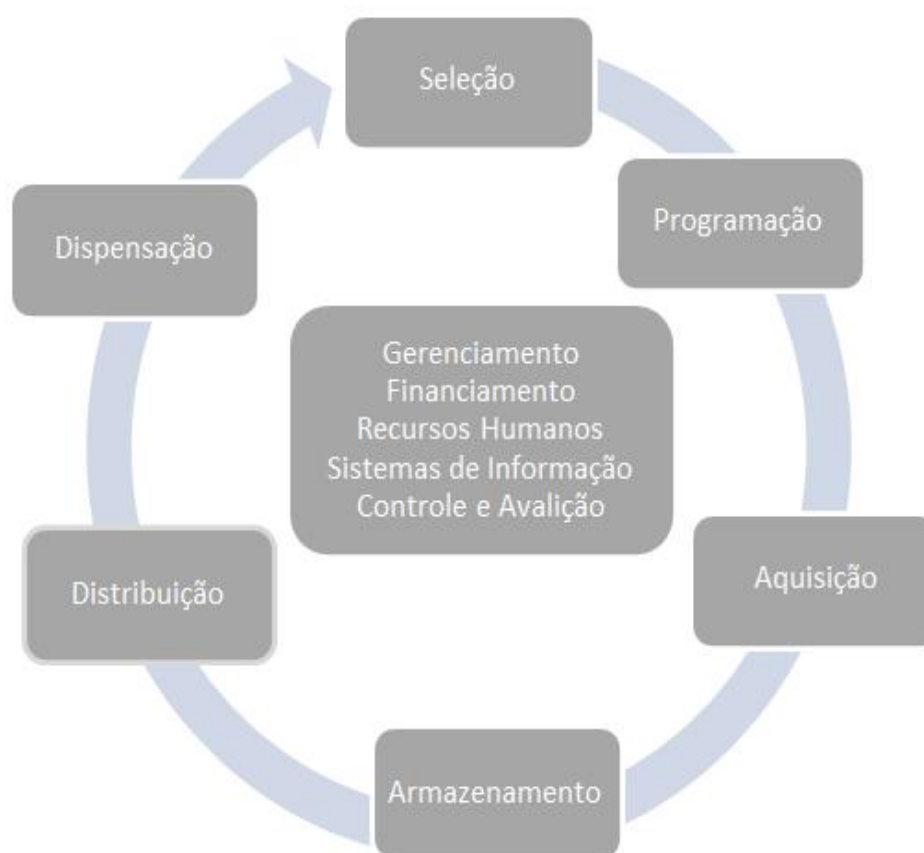 Seleção
Programação
Aquisição
Armazenamento
Distribuição
Dispensação
Gerenciamento
Financiamento
Recursos Humanos
Sistemas de Informação
Controle e Avalição